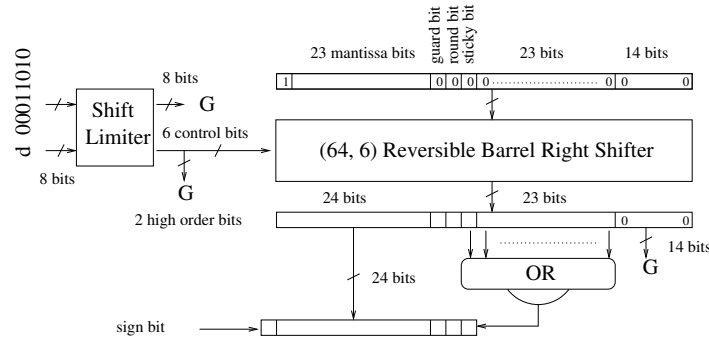 guard bit
round bit
sticky bit
23 mantissa bits
23 bits
14 bits
1
0 0 0 0 0 0 0
d 00011010
8 bits
G
Shift
Limiter
6 control bits
(64, 6) Reversible Barrel Right Shifter
8 bits
G
2 high order bits
24 bits
23 bits
0 0
14 bits
G
OR
24 bits
sign bit